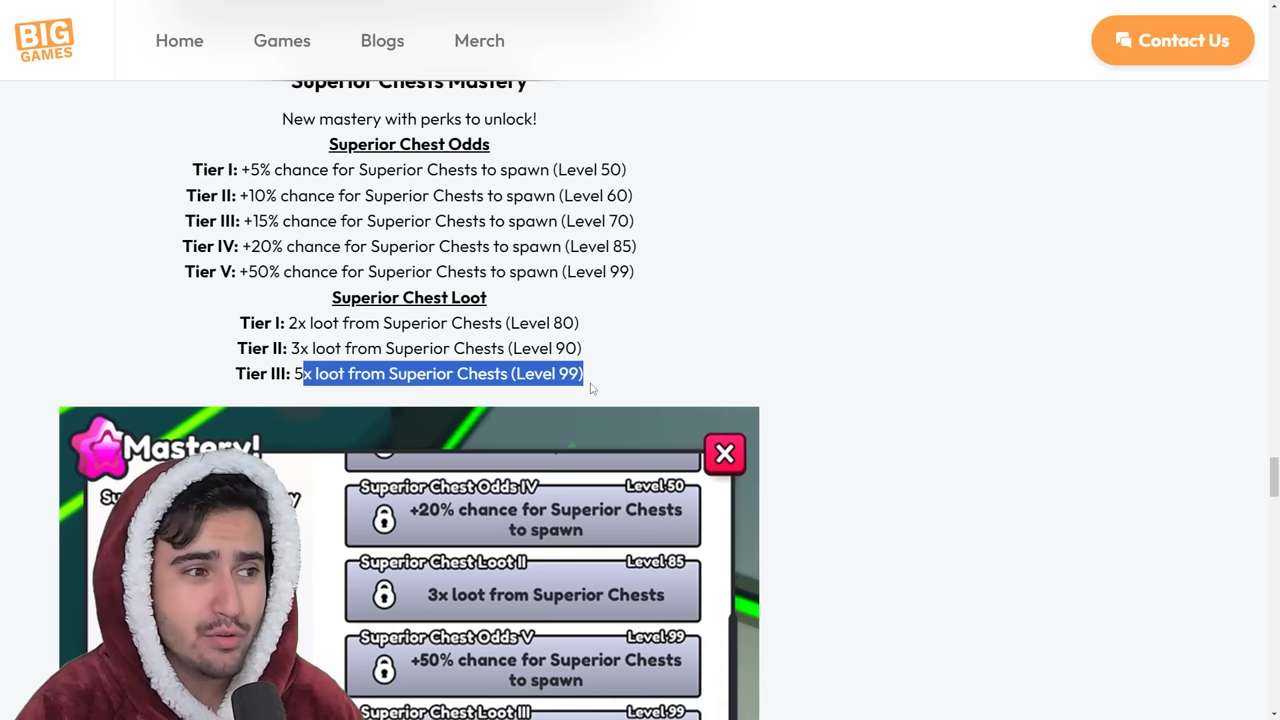 BIG
GAMES
Home
Games
Blogs
Merch
Contact Us
Superior Chests Mastery
New mastery with perks to unlock!
Superior Chest Odds
Tier I: +5% chance for Superior Chests to spawn (Level 50)
Tier II: +10% chance for Superior Chests to spawn (Level 60)
Tier III: +15% chance for Superior Chests to spawn (Level 70)
Tier IV: +20% chance for Superior Chests to spawn (Level 85)
Tier V: +50% chance for Superior Chests to spawn (Level 99)
Superior Chest Loot
Tier I: 2x loot from Superior Chests (Level 80)
Tier II: 3x loot from Superior Chests (Level 90)
Tier III: 5x loot from Superior Chests (Level 99)
Mastery!
Superior Chest Odds IV
Level 50
+20% chance for Superior Chests
to spawn
Superior Chest Loot II
Level 85
3x loot from Superior Chests
Superior Chest Odds V
Level 99
+50% chance for Superior Chests
to spawn
Superior Chest Loot III
Level 99